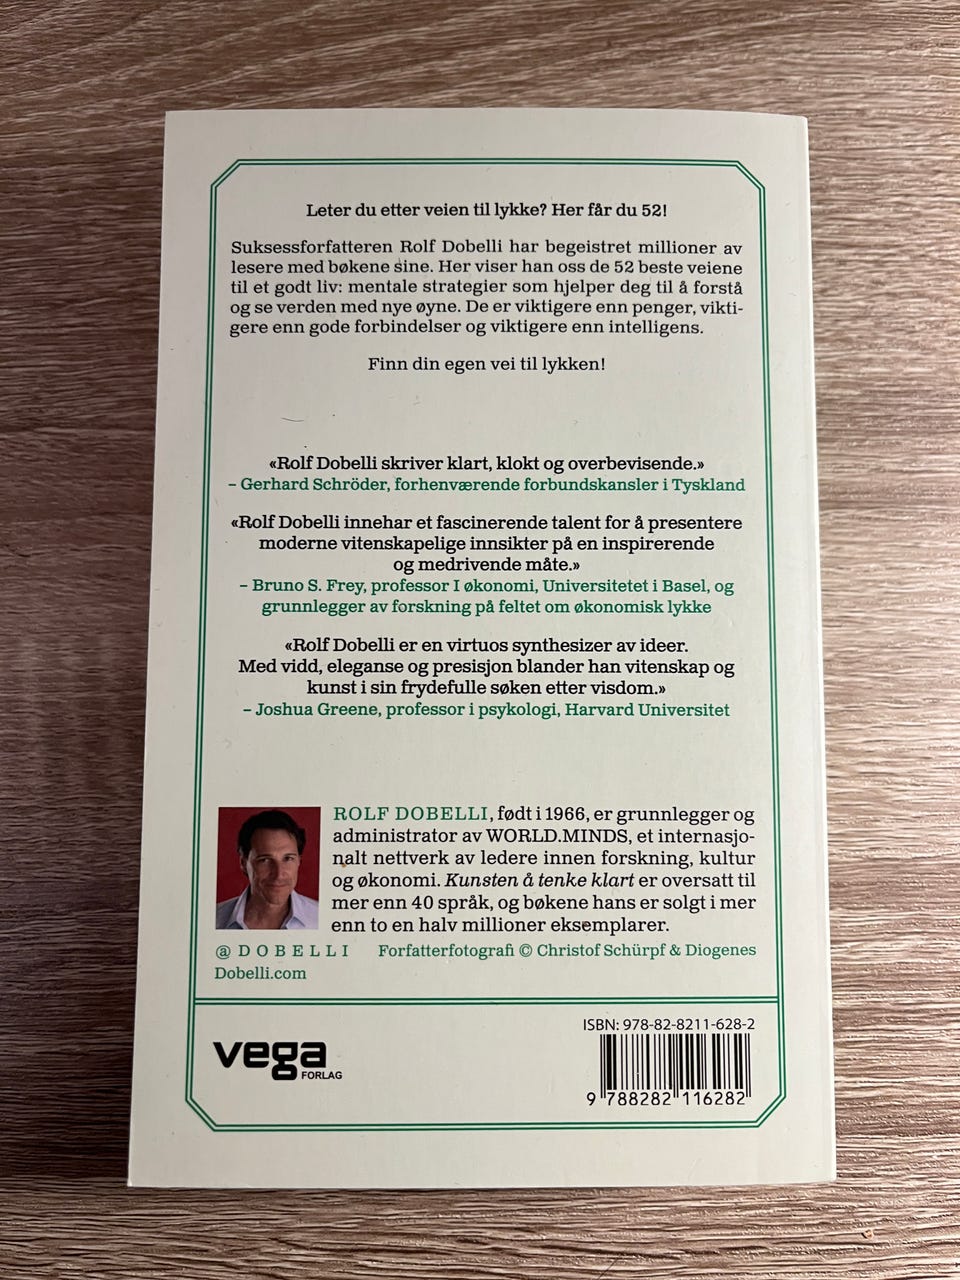 Leter du etter veien til lykke? Her får du 52!
Suksessforfatteren Rolf Dobelli har begeistret millioner av
lesere med bøkene sine. Her viser han oss de 52 beste veiene
til et godt liv: mentale strategier som hjelper deg til å forstå
og se verden med nye øyne. De er viktigere enn penger, vikti-
gere enn gode forbindelser og viktigere enn intelligens.
Finn din egen vei til lykken!
«Rolf Dobelli skriver klart, klokt og overbevisende.»
– Gerhard Schröder, forhenværende forbundskansler i Tyskland
«Rolf Dobelli innehar et fascinerende talent for å presentere
moderne vitenskapelige innsikter på en inspirerende
og medrivende måte.»
– Bruno S. Frey, professor I økonomi, Universitetet i Basel, og
grunnlegger av forskning på feltet om økonomisk lykke
«Rolf Dobelli er en virtuos synthesizer av ideer.
Med vidd, eleganse og presisjon blander han vitenskap og
kunst i sin frydefulle søken etter visdom.»
– Joshua Greene, professor i psykologi, Harvard Universitet
ROLF DOBELLI, født i 1966, er grunnlegger og
administrator av WORLD.MINDS, et internasjo-
nalt nettverk av ledere innen forskning, kultur
og økonomi. Kunsten å tenke klart er oversatt til
mer enn 40 språk, og bøkene hans er solgt i mer
enn to en halv millioner eksemplarer.
@DOBELLI Forfatterfotografi © Christof Schürpf & Diogenes
Dobelli.com
ISBN: 978-82-8211-628-2
vega
FORLAG
9 788282 116282